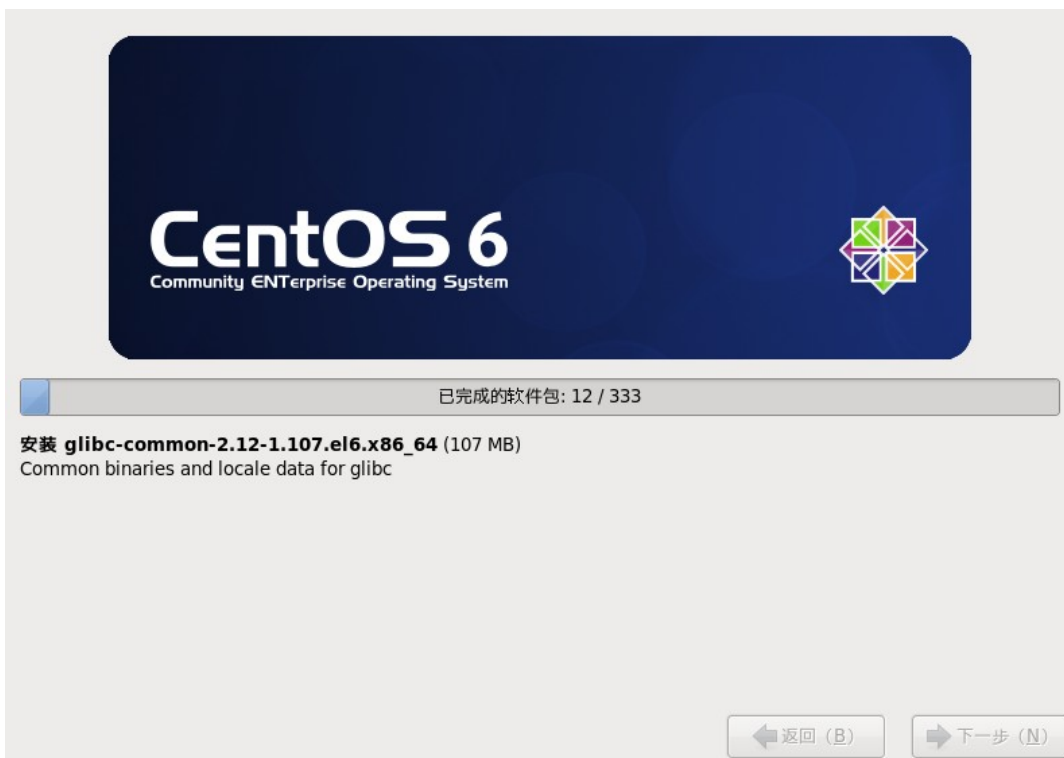 CentOS 6
Community ENTerprise Operating System
已完成的软件包: 12 / 333
安装 glibc-common-2.12-1.107.el6.x86_64 (107 MB)
Common binaries and locale data for glibc
返回 (B)
下一步 (N)